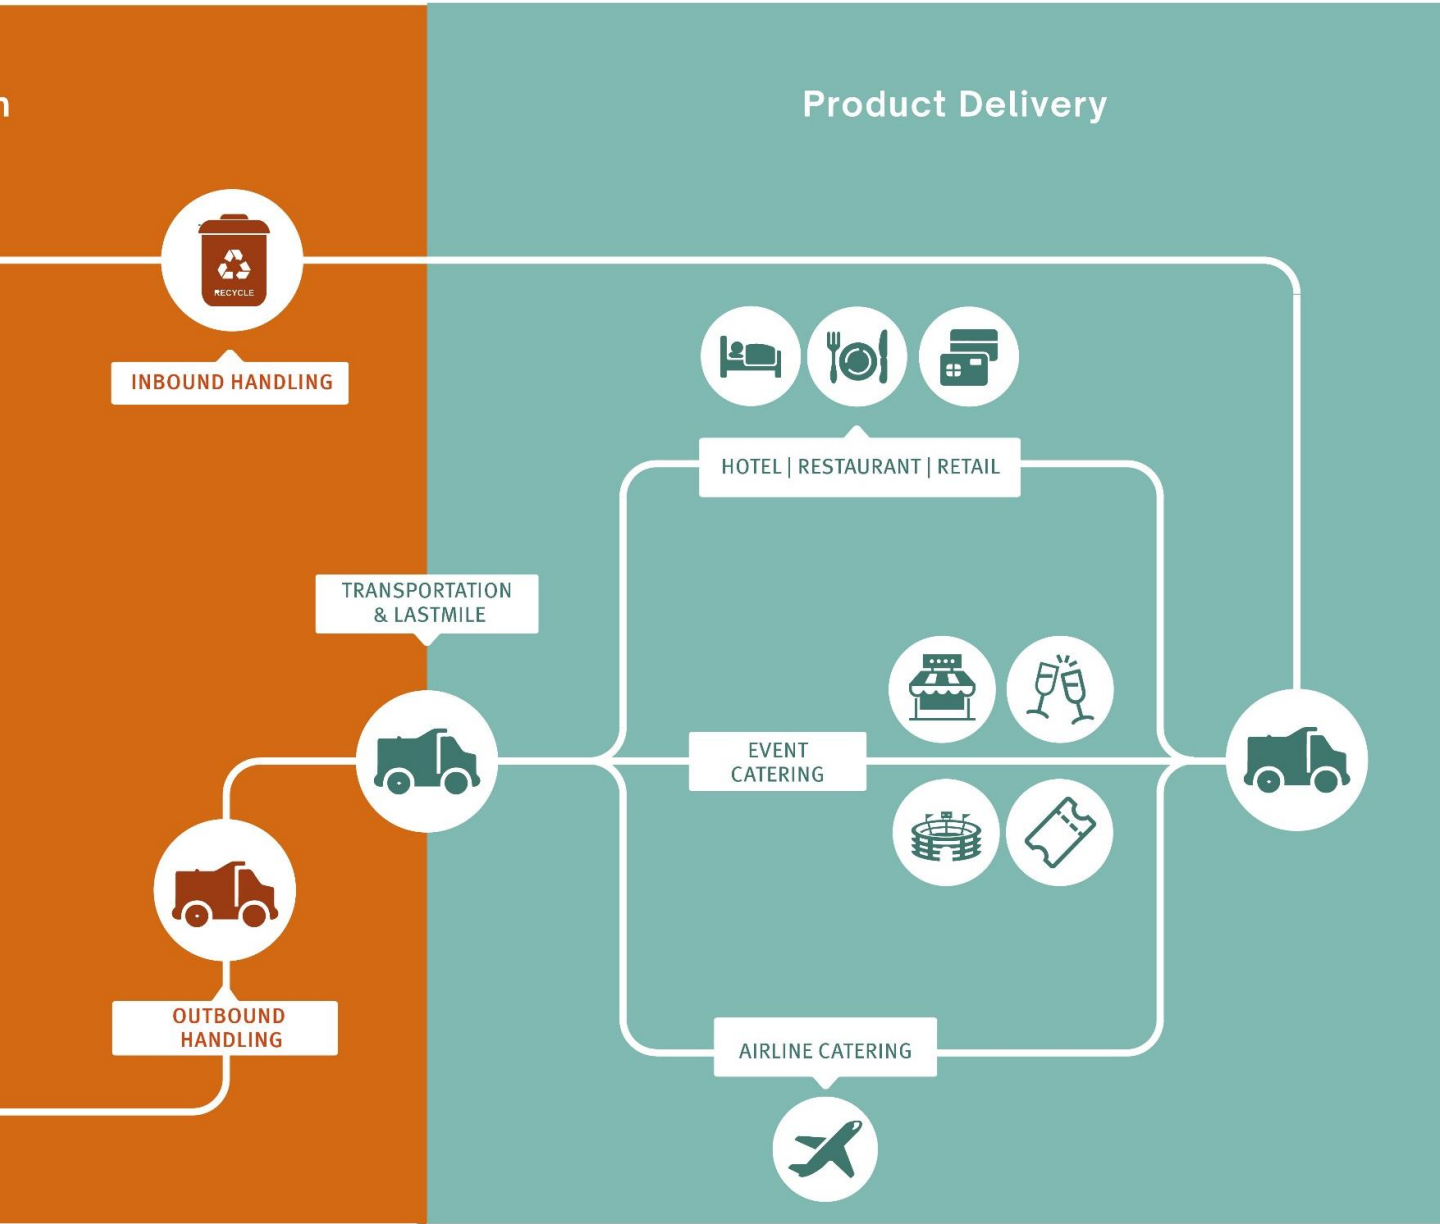 n
Product Delivery
RECYCLE
INBOUND HANDLING
HOTEL | RESTAURANT | RETAIL
TRANSPORTATION
& LASTMILE
EVENT
CATERING
OUTBOUND
HANDLING
AIRLINE CATERING